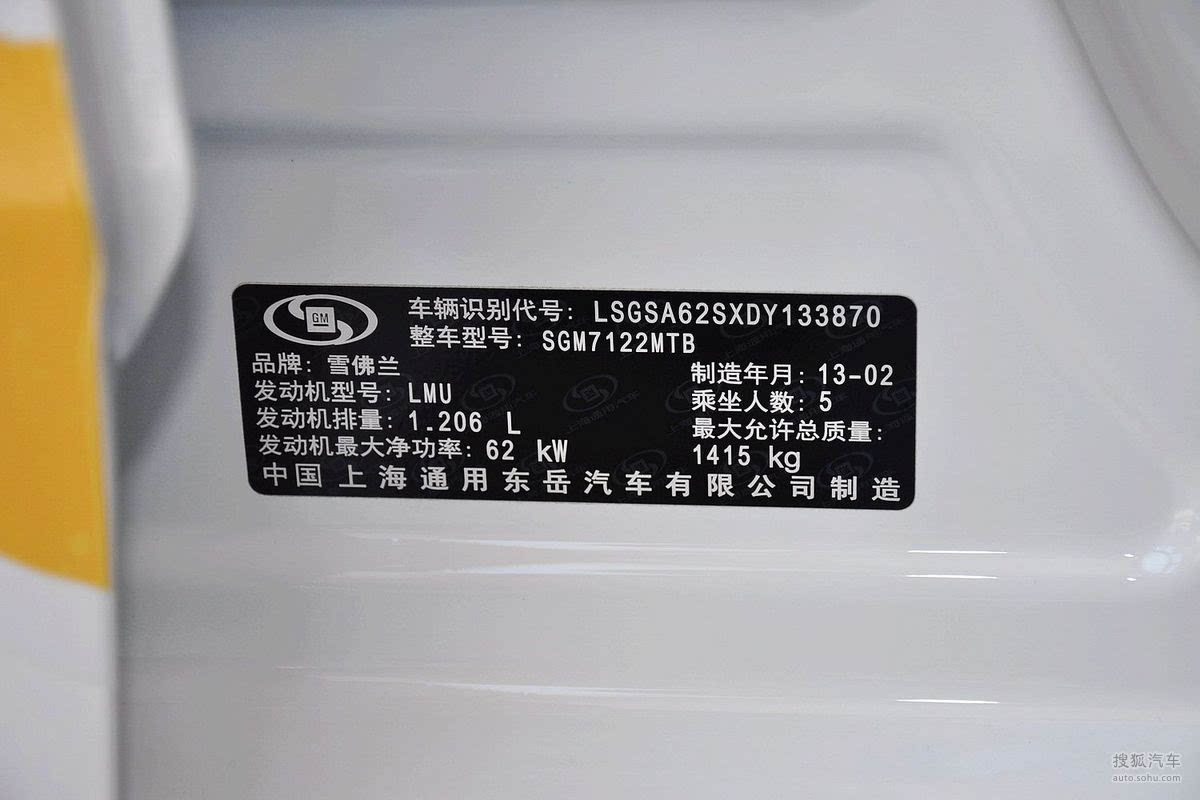 GM
车辆识别代号: LSGSA62SXDY133870
整车型号: SGM7122MTB
品牌: 雪佛兰
制造年月: 13-02
发动机型号: LMU
乘坐人数: 5
发动机排量: 1.206 L
最大允许总质量:
发动机最大净功率: 62 kW
1415 kg
中国上海通用东岳汽车有限公司制造
搜狐汽车
auto.sohu.com